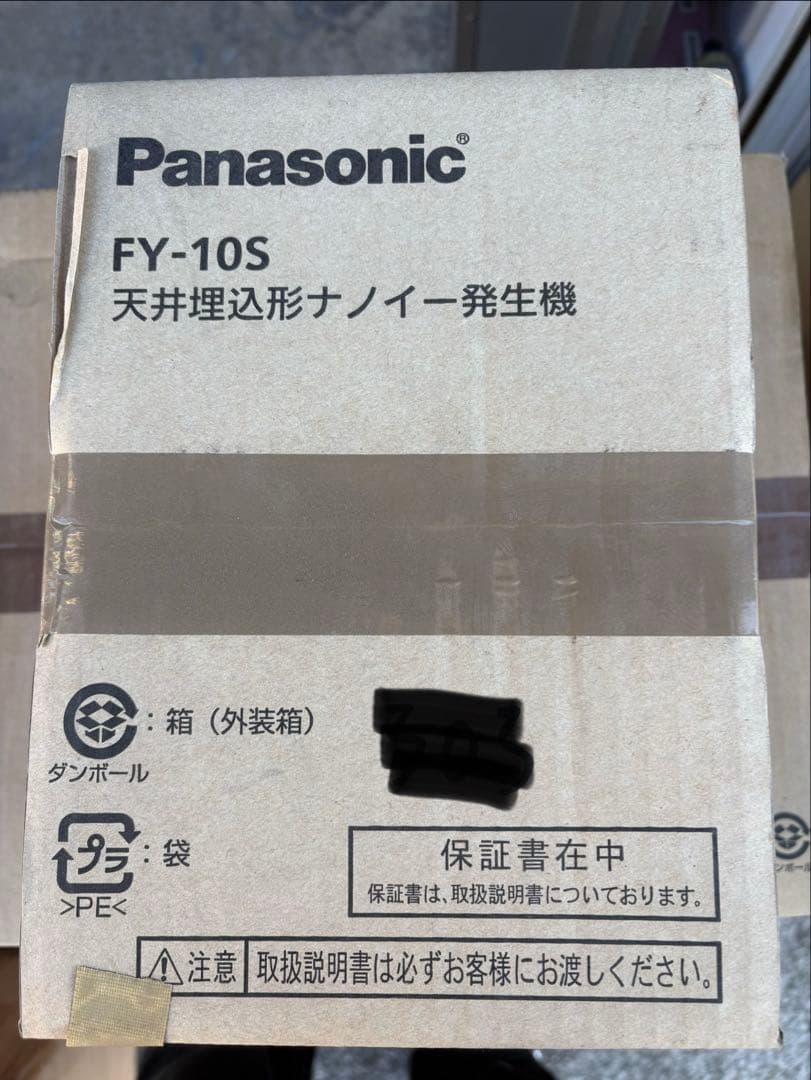 Panasonic®
FY-10S
天井埋込形ナノイー発生機
：箱（外装箱）
ダンボール
プラ：袋
>PE<
保証書在中
保証書は、取扱説明書についております。
注意 取扱説明書は必ずお客様にお渡しください。